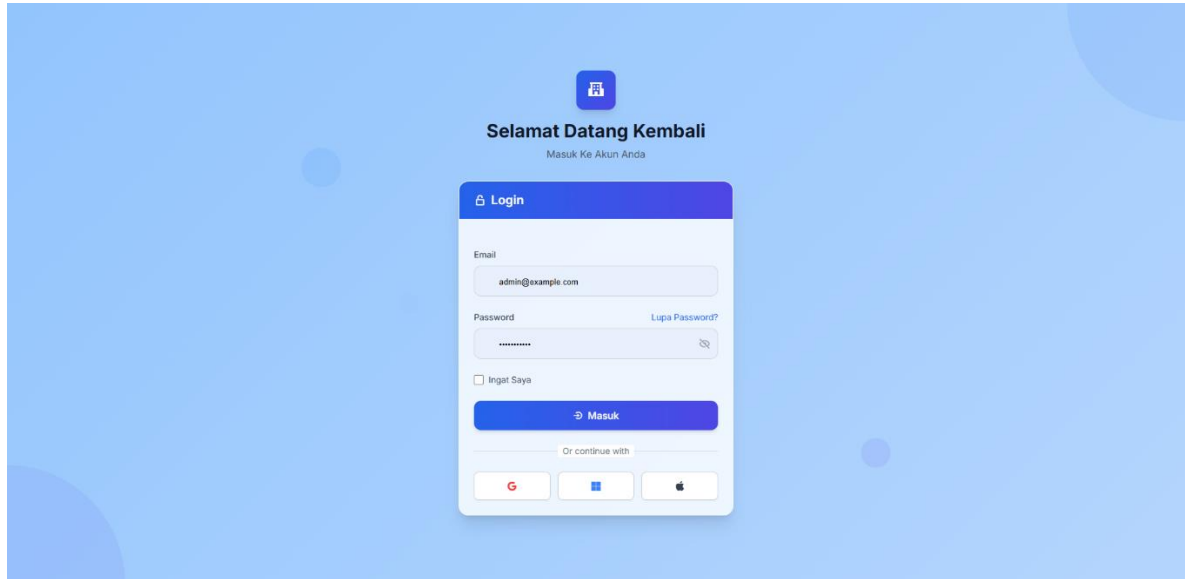 Selamat Datang Kembali
Masuk Ke Akun Anda
Login
Email
admin@example.com
Password Lupa Password?
•••••••••••
Ingat Saya
Masuk
Or continue with